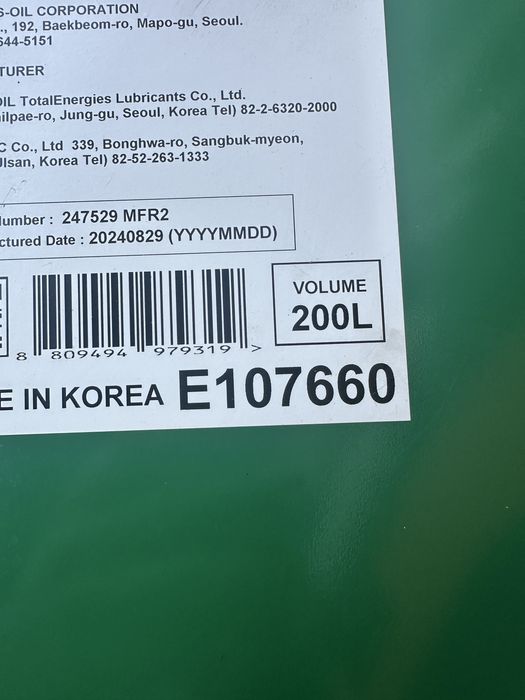 S-OIL CORPORATION
., 192, Baekbeom-ro, Mapo-gu, Seoul.
644-5151
TURER
OIL TotalEnergies Lubricants Co., Ltd.
ilpae-ro, Jung-gu, Seoul, Korea Tel) 82-2-6320-2000
C Co., Ltd 339, Bonghwa-ro, Sangbuk-myeon,
Ulsan, Korea Tel) 82-52-263-1333
Number : 247529 MFR2
ctured Date : 20240829 (YYYYMMDD)
VOLUME
200L
8 809494 979319 >
E IN KOREA E107660